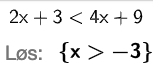 2x + 3 < 4x + 9
Løs: {x > −3}